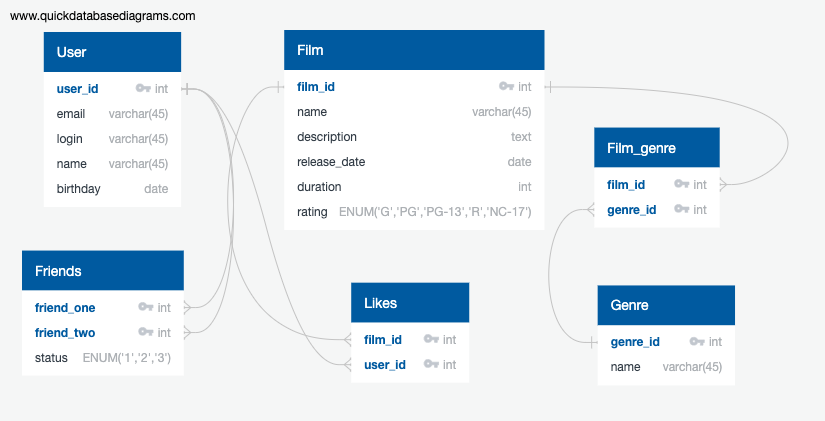 www.quickdatabasediagrams.com
User
user_id int
email varchar(45)
login varchar(45)
name varchar(45)
birthday date
Film
film_id int
name varchar(45)
description text
release_date date
duration int
rating ENUM('G','PG','PG-13','R','NC-17')
Film_genre
film_id int
genre_id int
Friends
friend_one int
friend_two int
status ENUM('1','2','3')
Likes
film_id int
user_id int
Genre
genre_id int
name varchar(45)